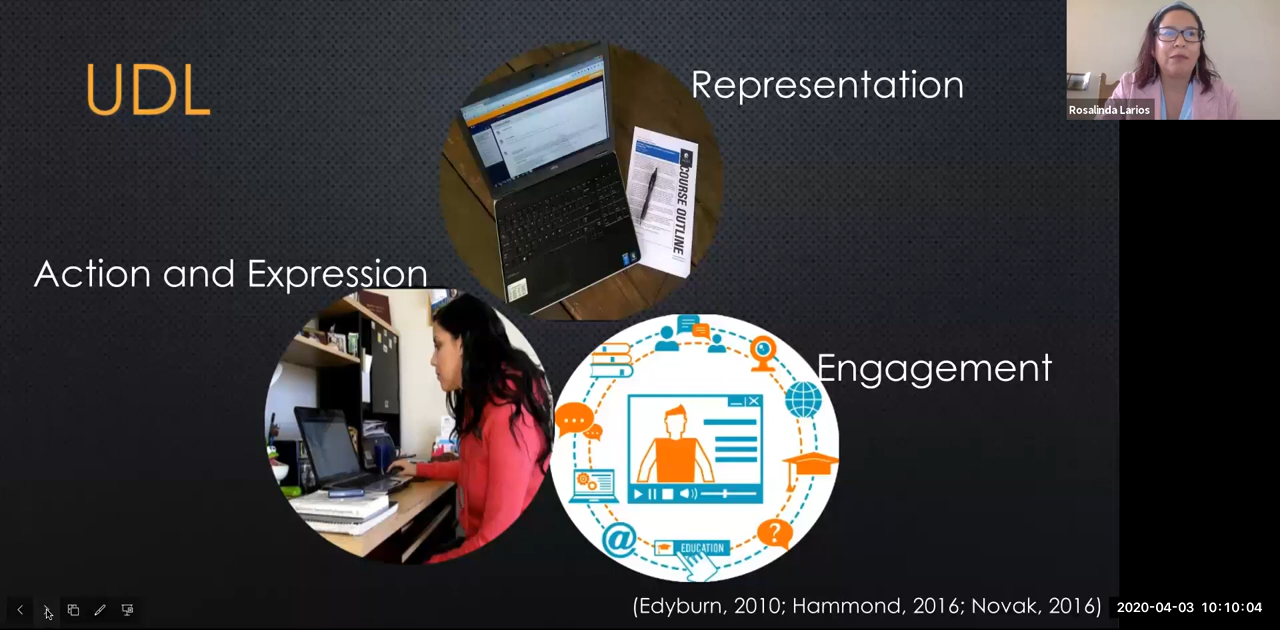 UDL
Representation
Rosalinda Larios
COURSE OUTLINE
Action and Expression
Engagement
?
@
EDUCATION
(Edyburn, 2010; Hammond, 2016; Novak, 2016)
2020-04-03 10:10:04